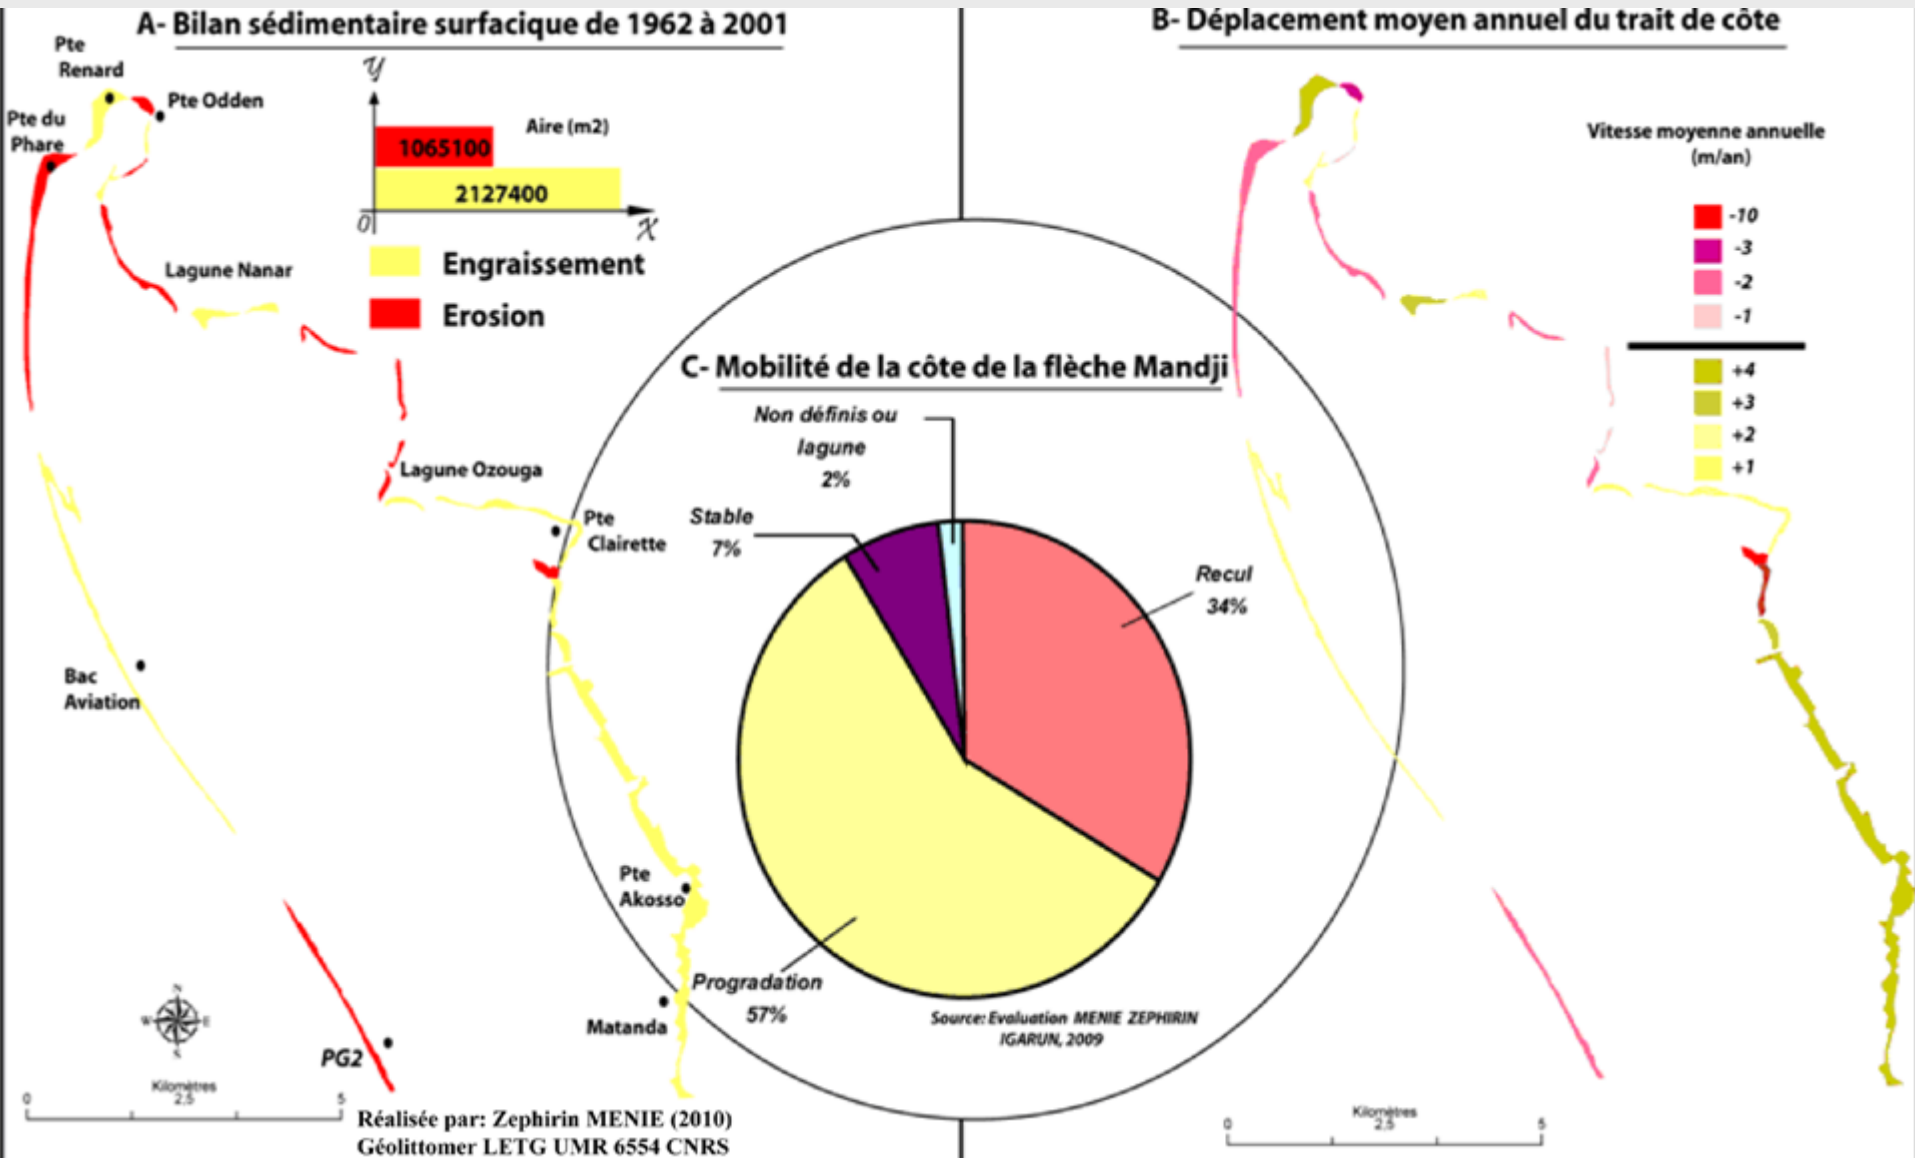 A- Bilan sédimentaire surfacique de 1962 à 2001
Pte
Renard
Pte Odden
Pte du
Phare
Y
Aire (m2)
1065100
2127400
0
X
Engraissement
Erosion
Lagune Nanar
Lagune Ozouga
Pte
Clairette
Bac
Aviation
Pte
Akosso
Matanda
PG2
N
W
E
S
Kilomètres
0
2,5
5
Réalisée par: Zephirin MENIE (2010)
Géolittomer LETG UMR 6554 CNRS
B- Déplacement moyen annuel du trait de côte
Vitesse moyenne annuelle
(m/an)
-10
-3
-2
-1
+4
+3
+2
+1
Kilomètres
0
2,5
5
C- Mobilité de la côte de la flèche Mandji
Non définis ou
lagune
2%
Stable
7%
Recul
34%
Progradation
57%
Source: Evaluation MENIE ZEPHIRIN
IGARUN, 2009